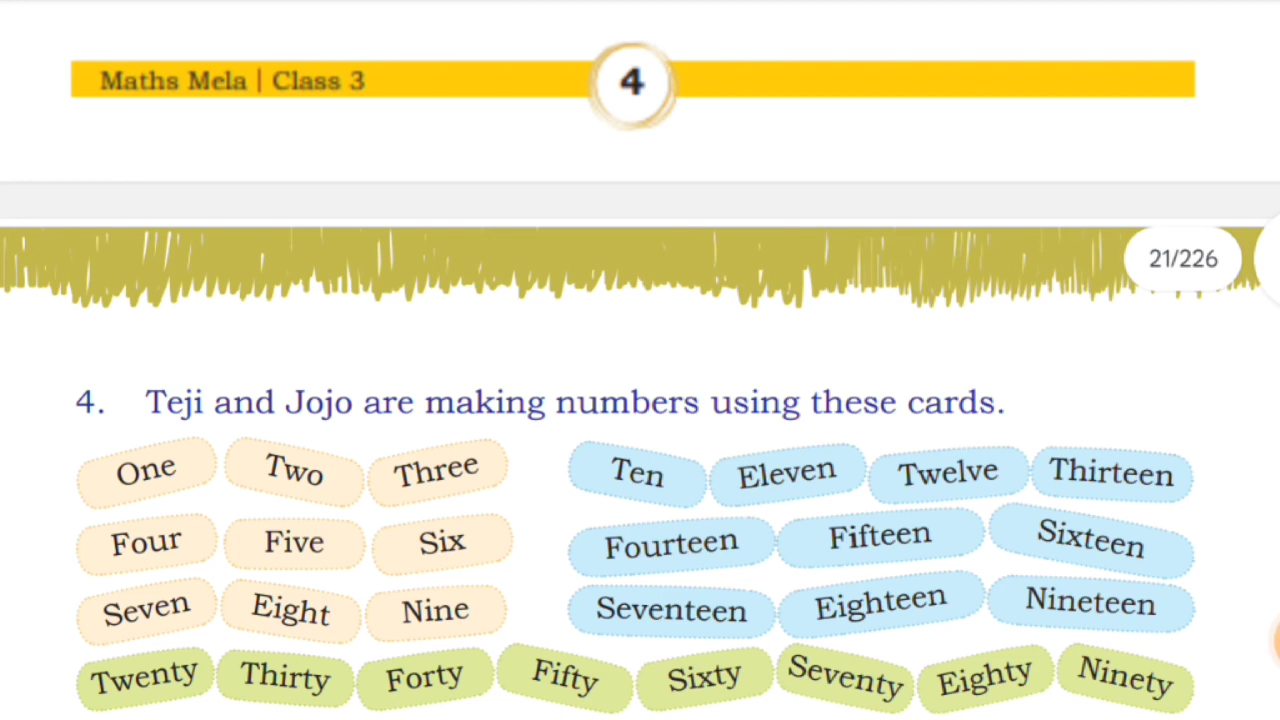 Maths Mela | Class 3
4
21/226
4. Teji and Jojo are making numbers using these cards.
One Two Three Ten Eleven Twelve Thirteen
Four Five Six Fourteen Fifteen Sixteen
Seven Eight Nine Seventeen Eighteen Nineteen
Twenty Thirty Forty Fifty Sixty Seventy Eighty Ninety